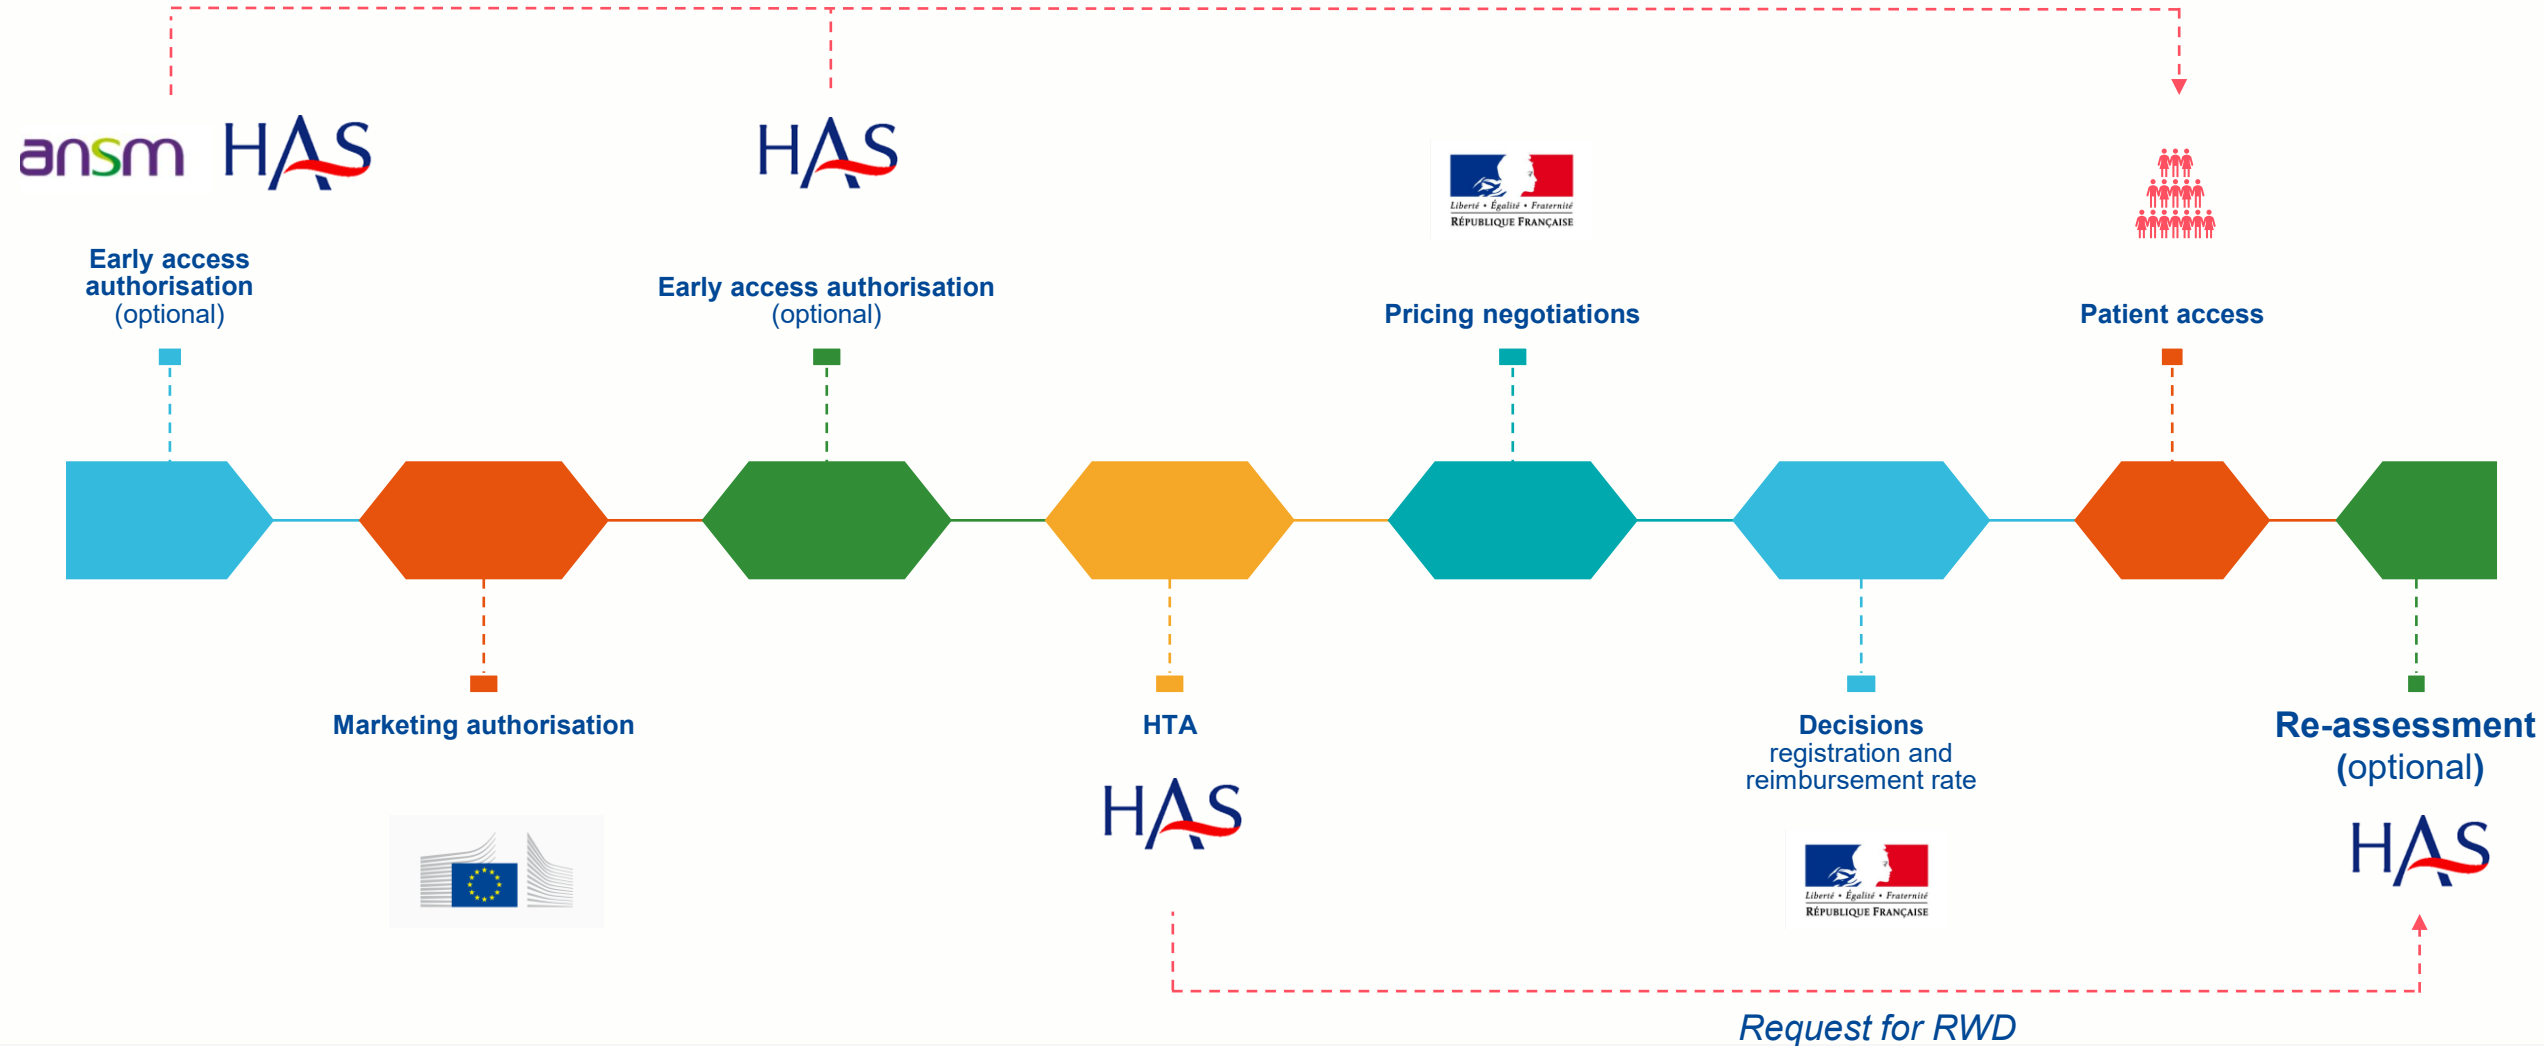 ansm
HAS
HAS
Liberté • Égalité • Fraternité
RÉPUBLIQUE FRANÇAISE
Early access
authorisation
(optional)
Early access authorisation
(optional)
Pricing negotiations
Patient access
Marketing authorisation
HTA
HAS
Decisions
registration and
reimbursement rate
Liberté • Égalité • Fraternité
RÉPUBLIQUE FRANÇAISE
Re-assessment
(optional)
HAS
Request for RWD